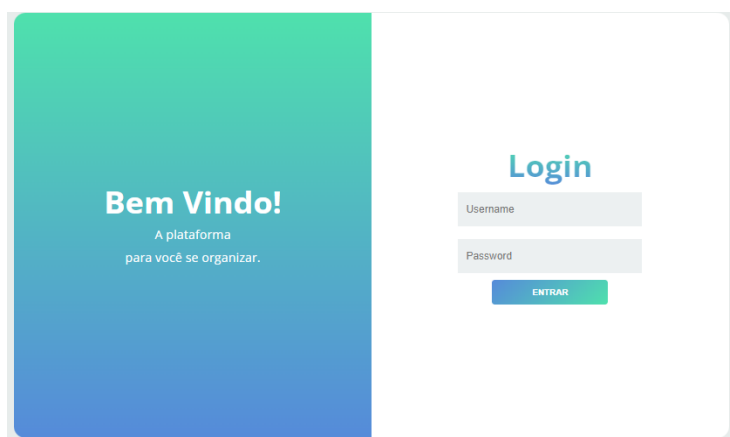 Bem Vindo!
A plataforma
para você se organizar.
Login
Username
Password
ENTRAR